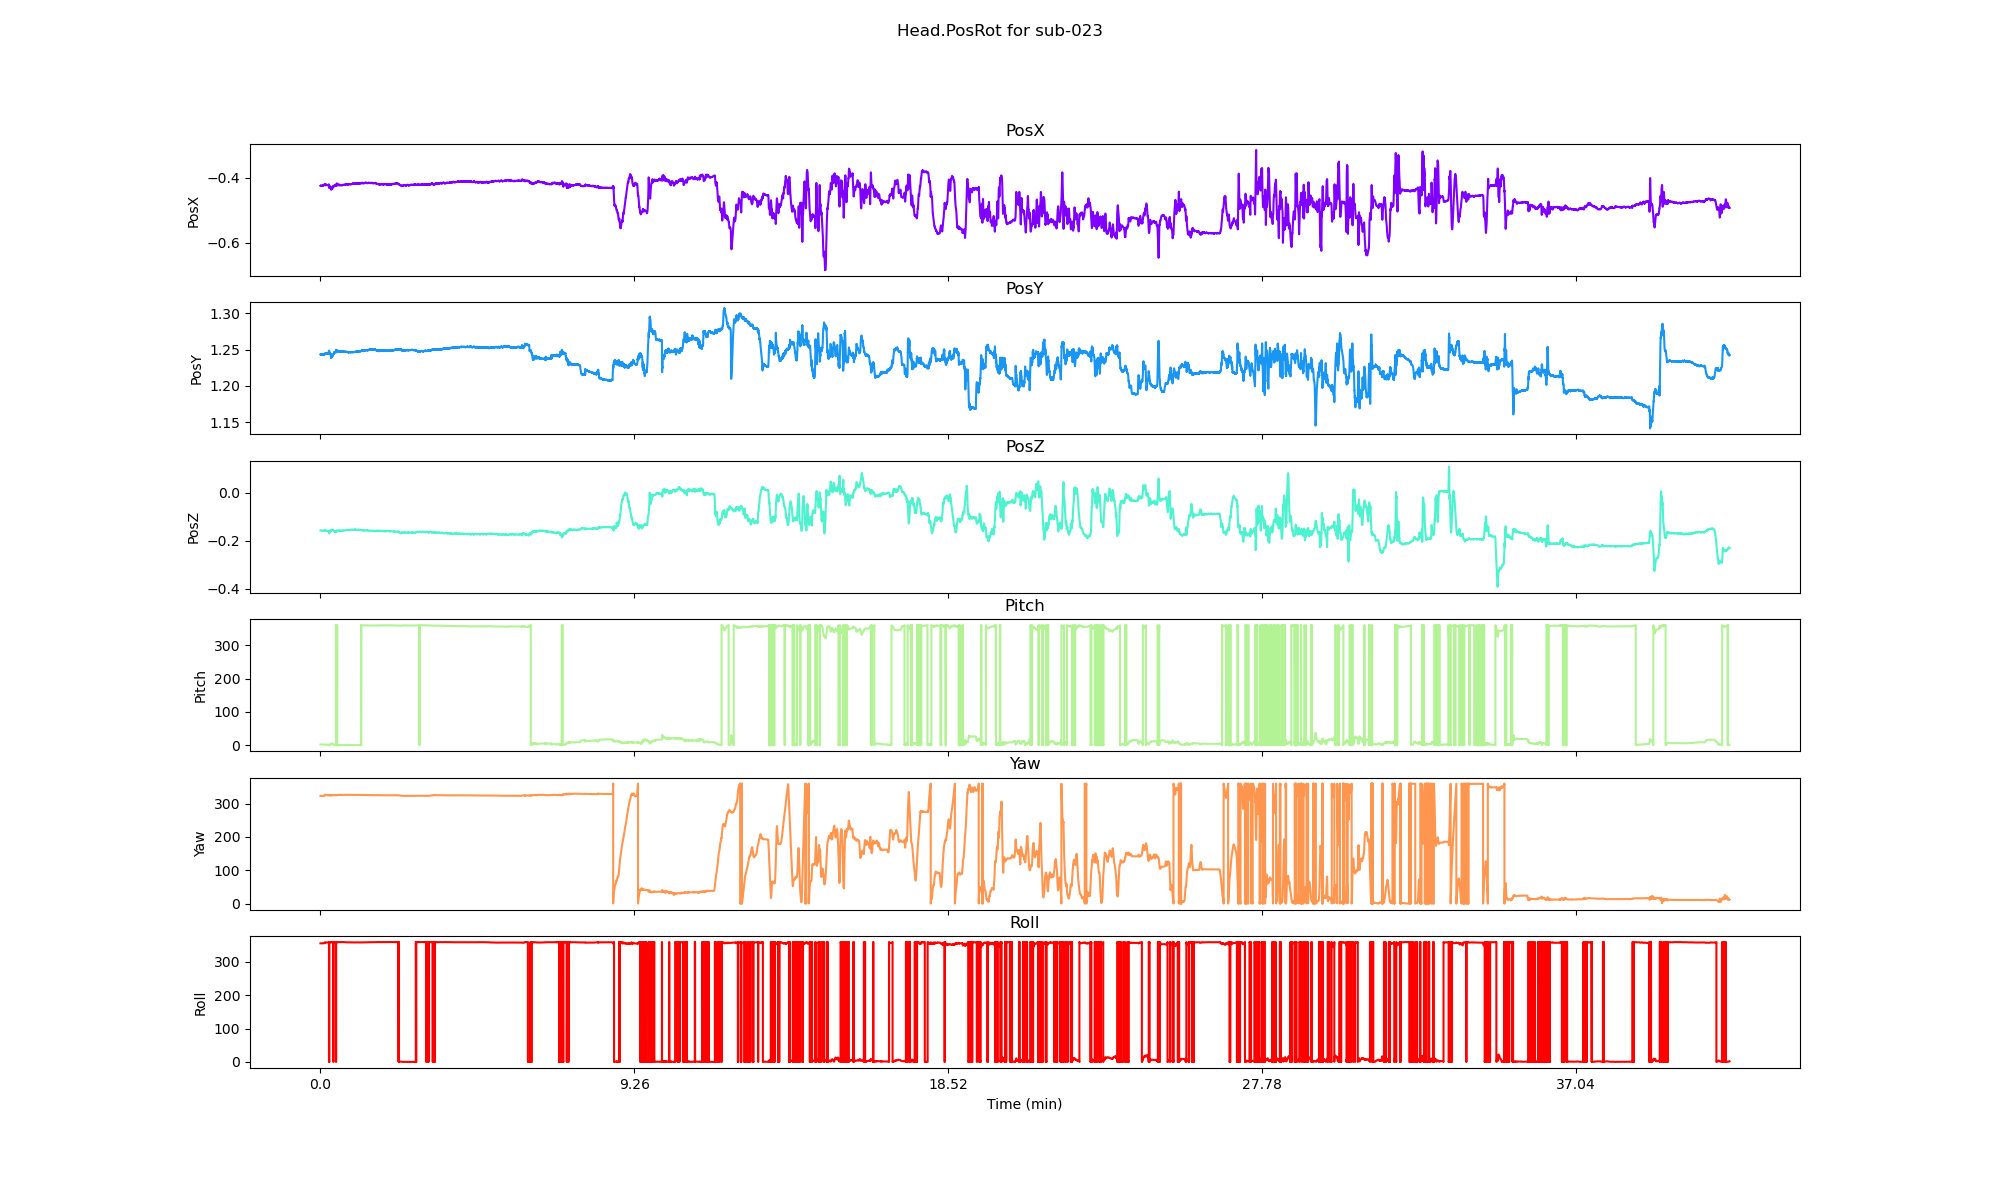 Head.PosRot for sub-023
PosX
−0.4
−0.6
PosX
PosY
1.30
1.25
1.20
1.15
PosY
PosZ
0.0
−0.2
−0.4
PosZ
Pitch
300
200
100
0
Pitch
Yaw
300
200
100
0
Yaw
Roll
300
200
100
0
Roll
0.0 9.26 18.52 27.78 37.04
Time (min)